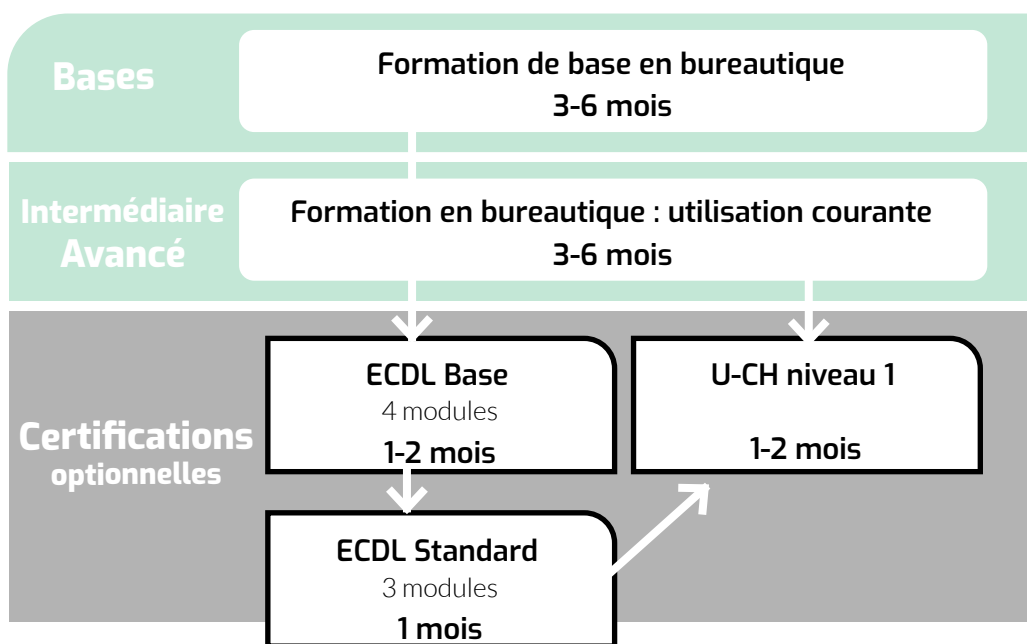 Bases
Formation de base en bureautique
3-6 mois
Intermédiaire
Avancé
Formation en bureautique : utilisation courante
3-6 mois
Certifications
optionnelles
ECDL Base
4 modules
1-2 mois
U-CH niveau 1
1-2 mois
ECDL Standard
3 modules
1 mois